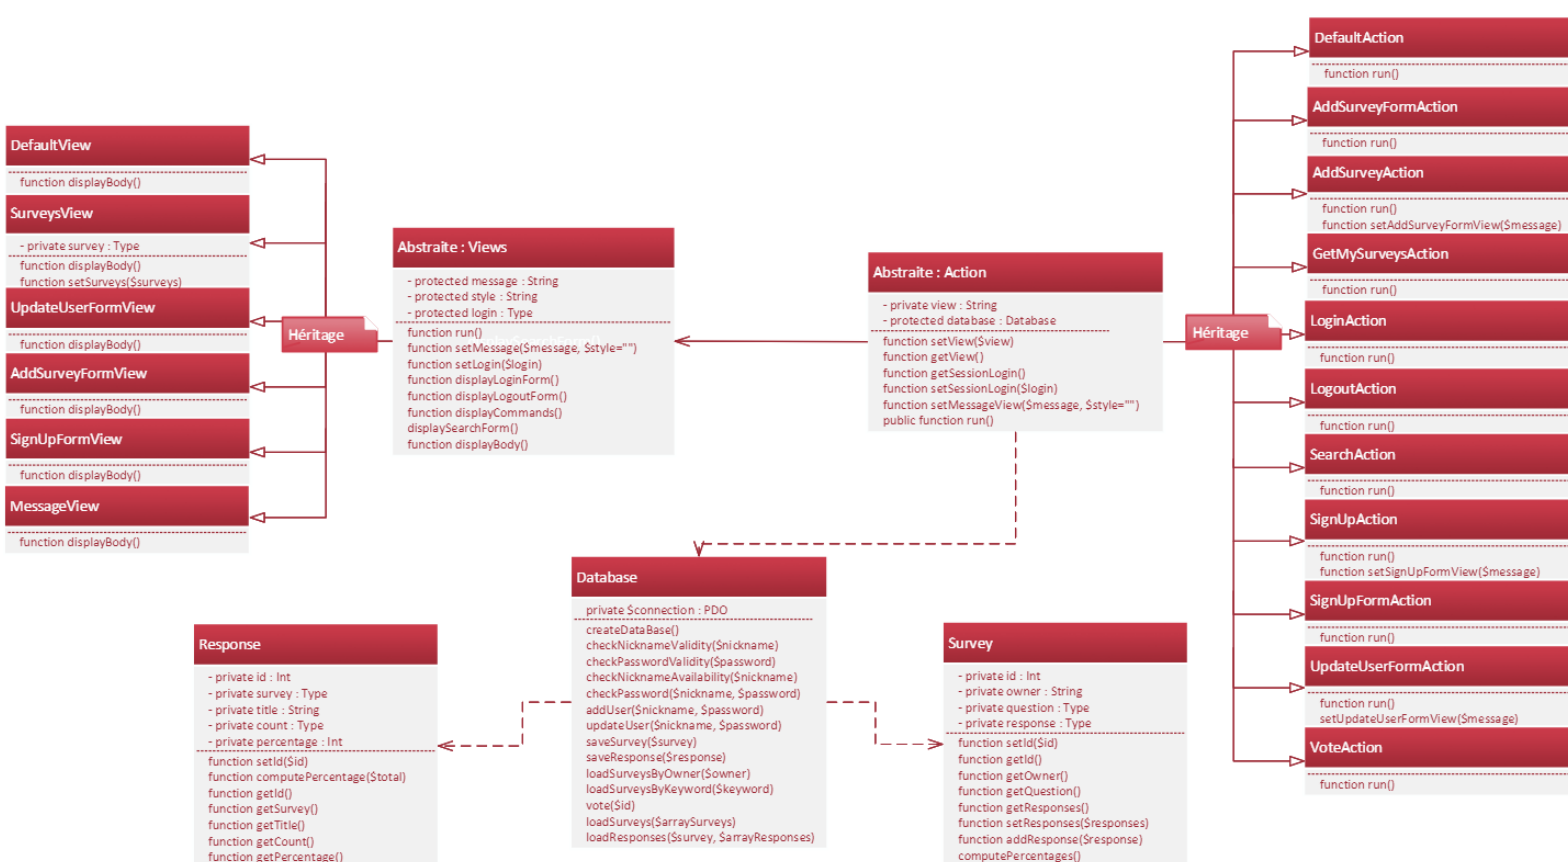 DefaultView
function displayBody()
SurveysView
- private survey : Type
function displayBody()
function setSurveys($surveys)
UpdateUserFormView
function displayBody()
AddSurveyFormView
function displayBody()
SignUpFormView
function displayBody()
MessageView
function displayBody()
Héritage
Abstraite : Views
- protected message : String
- protected style : String
- protected login : Type
function run()
function setMessage($message, $style="")
function setLogin($login)
function displayLoginForm()
function displayLogoutForm()
function displayCommands()
displaySearchForm()
function displayBody()
Abstraite : Action
- private view : String
- protected database : Database
function setView($view)
function getView()
function getSessionLogin()
function setSessionLogin($login)
function setMessageView($message, $style="")
public function run()
Héritage
DefaultAction
function run()
AddSurveyFormAction
function run()
AddSurveyAction
function run()
function setAddSurveyFormView($message)
GetMySurveysAction
function run()
LoginAction
function run()
LogoutAction
function run()
SearchAction
function run()
SignUpAction
function run()
function setSignUpFormView($message)
SignUpFormAction
function run()
UpdateUserFormAction
function run()
setUpdateUserFormView($message)
VoteAction
function run()
Response
- private id : Int
- private survey : Type
- private title : String
- private count : Type
- private percentage : Int
function setId($id)
function computePercentage($total)
function getId()
function getSurvey()
function getTitle()
function getCount()
function getPercentage()
Database
private $connection : PDO
createDataBase()
checkNicknameValidity($nickname)
checkPasswordValidity($password)
checkNicknameAvailability($nickname)
checkPassword($nickname, $password)
addUser($nickname, $password)
updateUser($nickname, $password)
saveSurvey($survey)
saveResponse($response)
loadSurveysByOwner($owner)
loadSurveysByKeyword($keyword)
vote($id)
loadSurveys($arraySurveys)
loadResponses($survey, $arrayResponses)
Survey
- private id : Int
- private owner : String
- private question : Type
- private response : Type
function setId($id)
function getId()
function getOwner()
function getQuestion()
function getResponses()
function setResponses($responses)
function addResponse($response)
computePercentages()